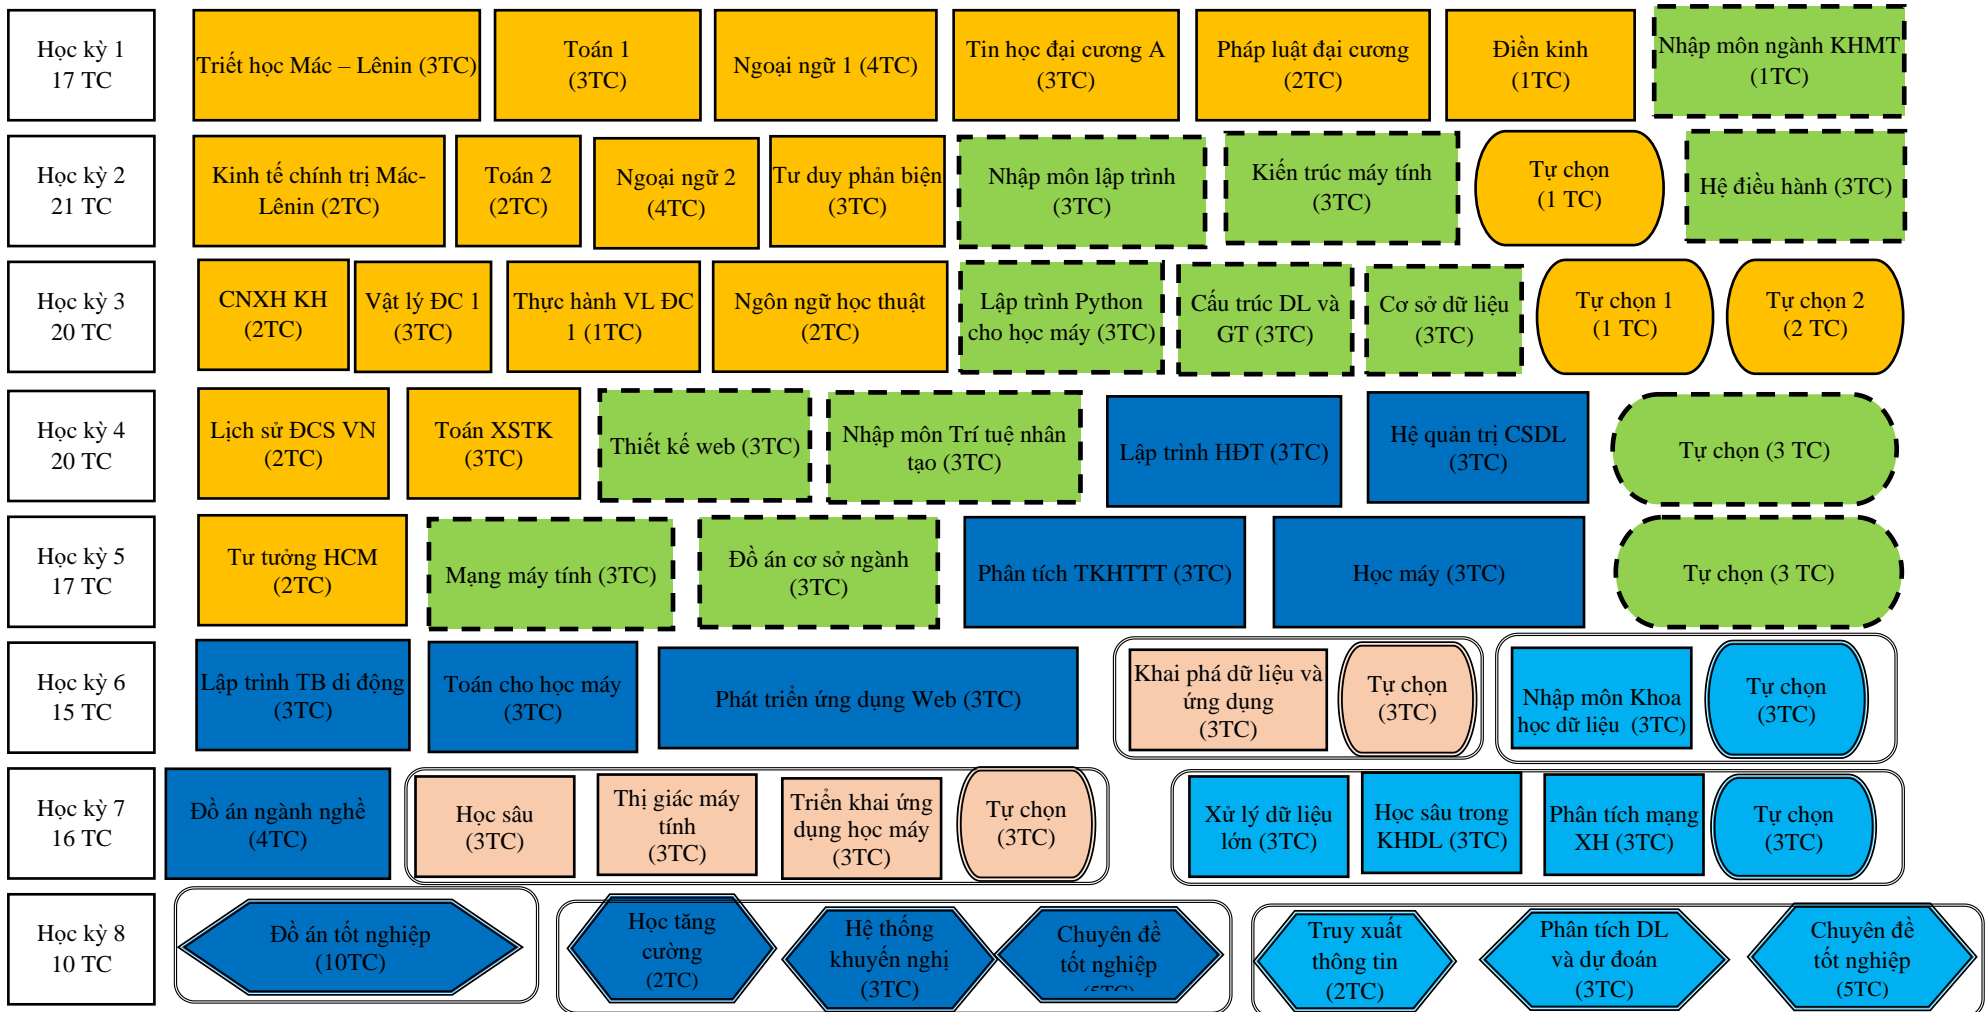 Học kỳ 1
17 TC
Triết học Mác – Lênin (3TC)
Toán 1
(3TC)
Ngoại ngữ 1 (4TC)
Tin học đại cương A
(3TC)
Pháp luật đại cương
(2TC)
Điền kinh
(1TC)
Nhập môn ngành KHMT
(1TC)
Học kỳ 2
21 TC
Kinh tế chính trị Mác-
Lênin (2TC)
Toán 2
(2TC)
Ngoại ngữ 2
(4TC)
Tư duy phản biện
(3TC)
Nhập môn lập trình
(3TC)
Kiến trúc máy tính
(3TC)
Tự chọn
(1 TC)
Hệ điều hành (3TC)
Học kỳ 3
20 TC
CNXH KH
(2TC)
Vật lý ĐC 1
(3TC)
Thực hành VL ĐC
1 (1TC)
Ngôn ngữ học thuật
(2TC)
Lập trình Python
cho học máy (3TC)
Cấu trúc DL và
GT (3TC)
Cơ sở dữ liệu
(3TC)
Tự chọn 1
(1 TC)
Tự chọn 2
(2 TC)
Học kỳ 4
20 TC
Lịch sử ĐCS VN
(2TC)
Toán XSTK
(3TC)
Thiết kế web (3TC)
Nhập môn Trí tuệ nhân
tạo (3TC)
Lập trình HĐT (3TC)
Hệ quản trị CSDL
(3TC)
Tự chọn (3 TC)
Học kỳ 5
17 TC
Tư tưởng HCM
(2TC)
Mạng máy tính (3TC)
Đồ án cơ sở ngành
(3TC)
Phân tích TKHTTT (3TC)
Học máy (3TC)
Tự chọn (3 TC)
Học kỳ 6
15 TC
Lập trình TB di động
(3TC)
Toán cho học máy
(3TC)
Phát triển ứng dụng Web (3TC)
Khai phá dữ liệu và
ứng dụng
(3TC)
Tự chọn
(3TC)
Nhập môn Khoa
học dữ liệu (3TC)
Tự chọn
(3TC)
Học kỳ 7
16 TC
Đồ án ngành nghề
(4TC)
Học sâu
(3TC)
Thị giác máy
tính
(3TC)
Triển khai ứng
dụng học máy
(3TC)
Tự chọn
(3TC)
Xử lý dữ liệu
lớn (3TC)
Học sâu trong
KHDL (3TC)
Phân tích mạng
XH (3TC)
Tự chọn
(3TC)
Học kỳ 8
10 TC
Đồ án tốt nghiệp
(10TC)
Học tăng
cường
(2TC)
Hệ thống
khuyến nghị
(3TC)
Chuyên đề
tốt nghiệp
(5TC)
Truy xuất
thông tin
(2TC)
Phân tích DL
và dự đoán
(3TC)
Chuyên đề
tốt nghiệp
(5TC)